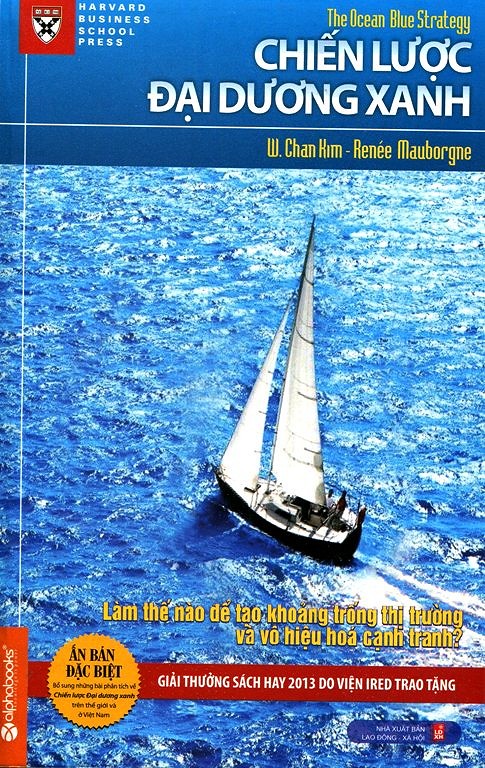 HARVARD
BUSINESS
SCHOOL
PRESS
The Ocean Blue Strategy
CHIẾN LƯỢC
ĐẠI DƯƠNG XANH
W. Chan Kim - Renée Mauborgne
Làm thế nào để tạo khoảng trống thị trường
và vô hiệu hoá cạnh tranh?
ẤN BẢN
ĐẶC BIỆT
Bổ sung những bài phân tích về
Chiến lược Đại dương xanh
trên thế giới và
ở Việt Nam
GIẢI THƯỞNG SÁCH HAY 2013 DO VIỆN IRED TRAO TẶNG
alphabooks
NHÀ XUẤT BẢN
LAO ĐỘNG - XÃ HỘI
LĐ
XH